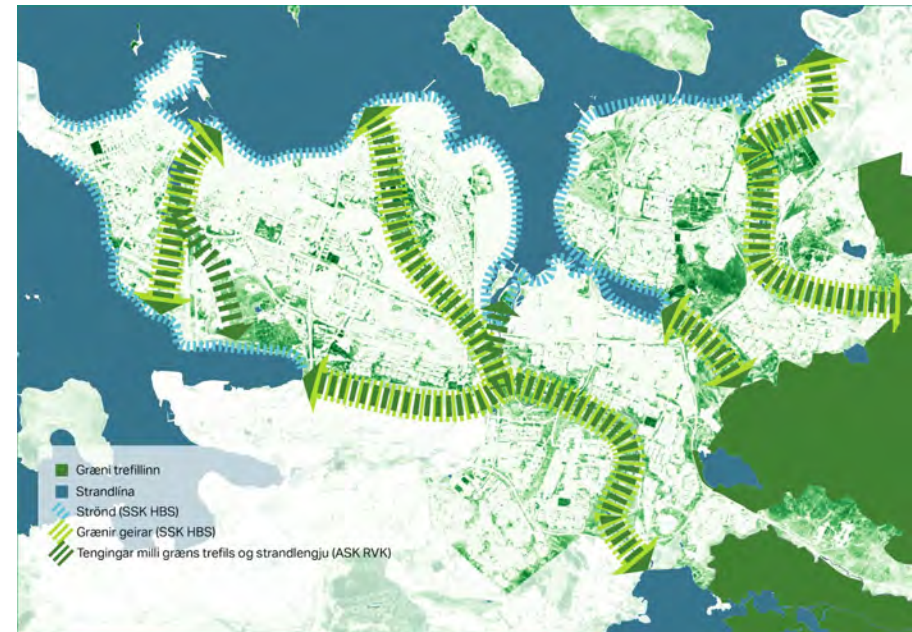 Græni trefillinn
Strandlína
Strönd (SSK HBS)
Grænir geirar (SSK HBS)
Tengingar milli græns trefils og strandlengju (ASK RVK)